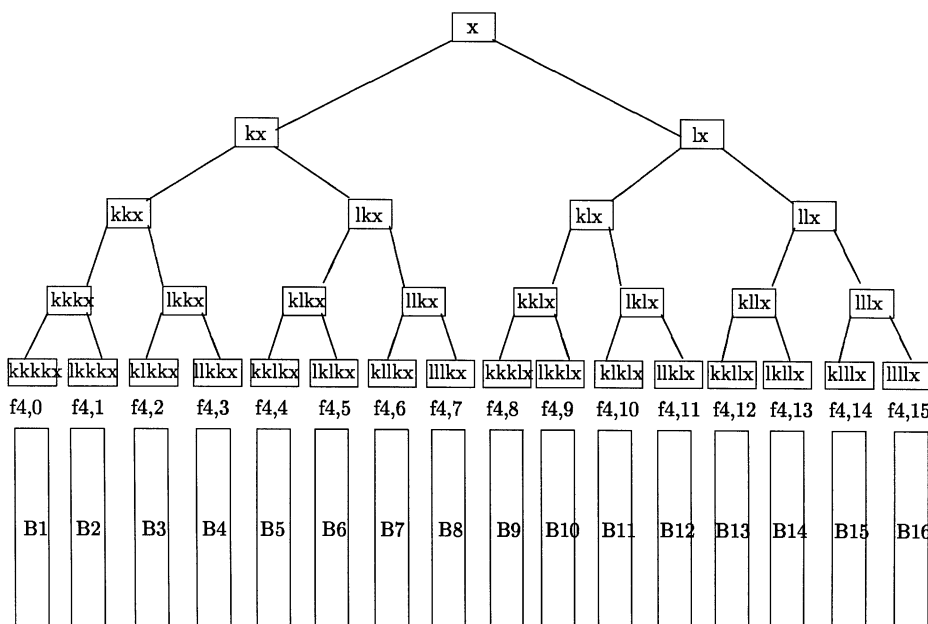 x
kx lx
kkx lkx klx llx
kkkx lkkx klkx llkx kklx lklx kllx lllx
kkkkx lkkkx klkkx llkkx kklkx lklkx kllkx lllkx kkklx lkklx klklx llklx kkllx lkllx klllx llllx
f4,0 f4,1 f4,2 f4,3 f4,4 f4,5 f4,6 f4,7 f4,8 f4,9 f4,10 f4,11 f4,12 f4,13 f4,14 f4,15
B1 B2 B3 B4 B5 B6 B7 B8 B9 B10 B11 B12 B13 B14 B15 B16